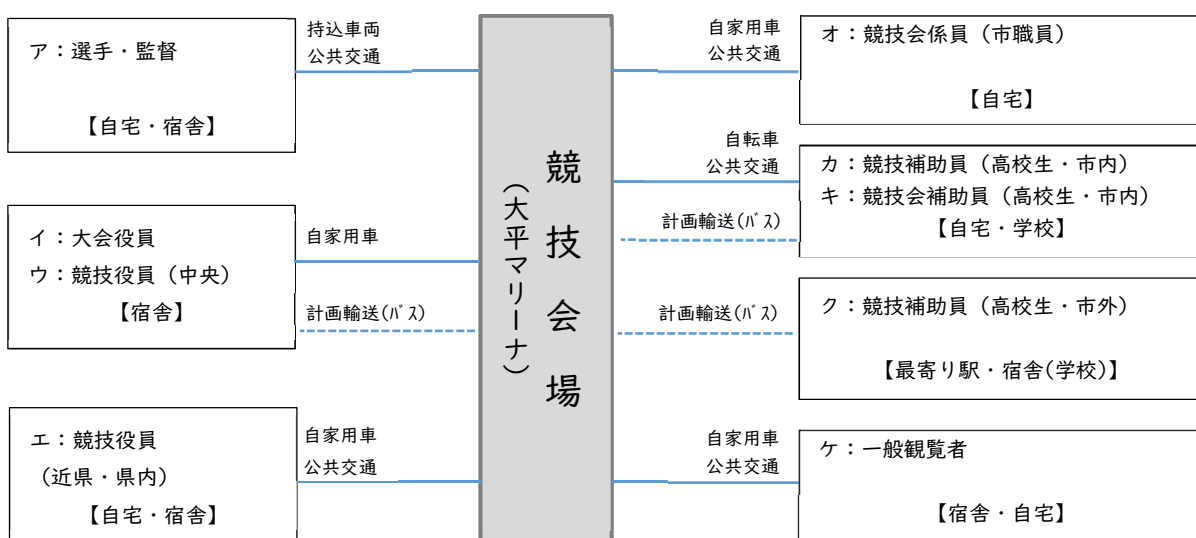 ア：選手・監督
【自宅・宿舎】
持込車両
公共交通
イ：大会役員
ウ：競技役員（中央）
【宿舎】
自家用車
計画輸送(ﾊﾞｽ)
エ：競技役員
（近県・県内）
【自宅・宿舎】
自家用車
公共交通
競技会場
（大平マリーナ）
自家用車
公共交通
オ：競技会係員（市職員）
【自宅】
自転車
公共交通
計画輸送(ﾊﾞｽ)
カ：競技補助員（高校生・市内）
キ：競技会補助員（高校生・市内）
【自宅・学校】
計画輸送(ﾊﾞｽ)
ク：競技補助員（高校生・市外）
【最寄り駅・宿舎(学校)】
自家用車
公共交通
ケ：一般観覧者
【宿舎・自宅】